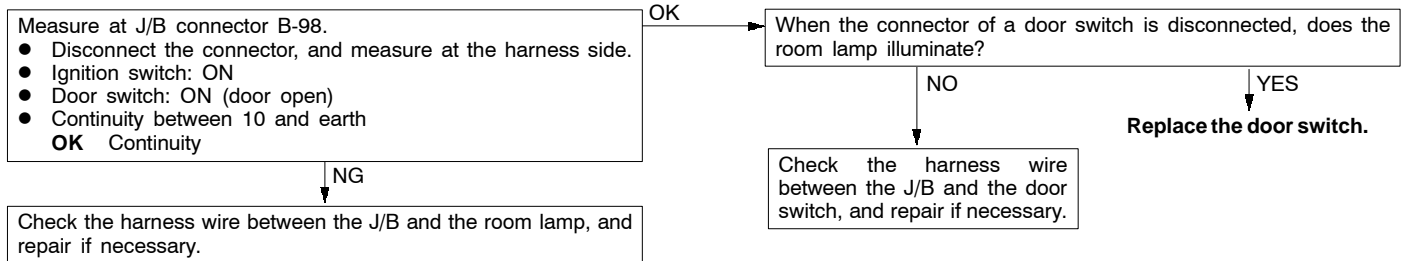 Measure at J/B connector B-98.
● Disconnect the connector, and measure at the harness side.
● Ignition switch: ON
● Door switch: ON (door open)
● Continuity between 10 and earth
OK Continuity
OK
When the connector of a door switch is disconnected, does the
room lamp illuminate?
NO
YES
Replace the door switch.
Check the harness wire
between the J/B and the door
switch, and repair if necessary.
NG
Check the harness wire between the J/B and the room lamp, and
repair if necessary.